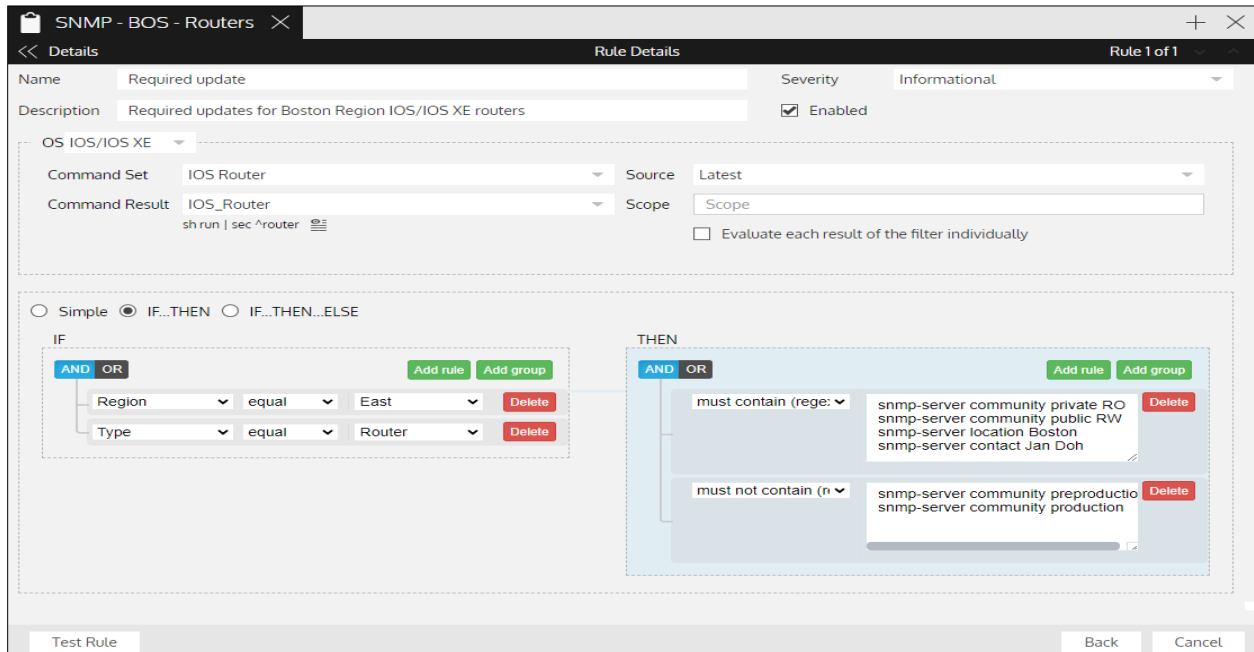 SNMP - BOS - Routers
<< Details Rule Details Rule 1 of 1
Name Required update Severity Informational
Description Required updates for Boston Region IOS/IOS XE routers Enabled
OS IOS/IOS XE
Command Set IOS Router Source Latest
Command Result IOS_Router Scope Scope
sh run | sec ^router
Evaluate each result of the filter individually
Simple IF...THEN IF...THEN...ELSE
IF THEN
AND OR Add rule Add group AND OR Add rule Add group
Region equal East Delete must contain (rege: snmp-server community private RO Delete
snmp-server community public RW
Type equal Router Delete snmp-server location Boston
snmp-server contact Jan Doh
must not contain (r snmp-server community preproductio Delete
snmp-server community production
Test Rule Back Cancel